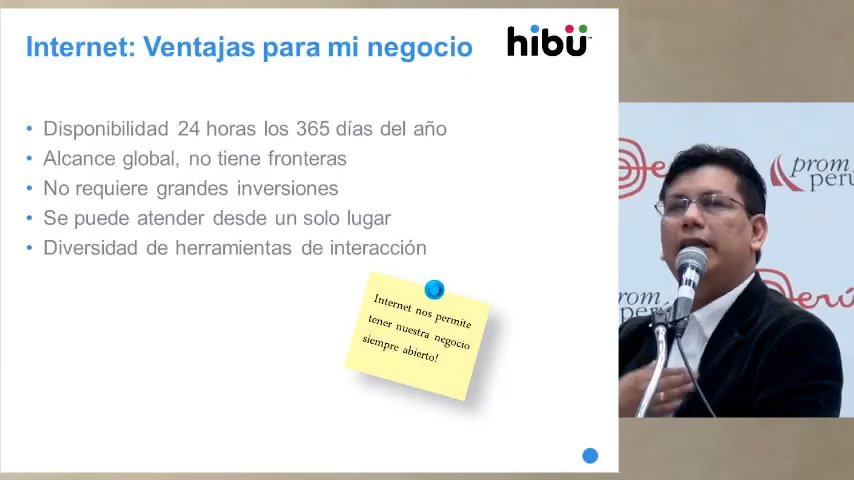 Internet: Ventajas para mi negocio
hibü™
• Disponibilidad 24 horas los 365 días del año
• Alcance global, no tiene fronteras
• No requiere grandes inversiones
• Se puede atender desde un solo lugar
• Diversidad de herramientas de interacción
Internet nos permite
tener nuestra negocio
siempre abierto!
prom
perú
rom
perú